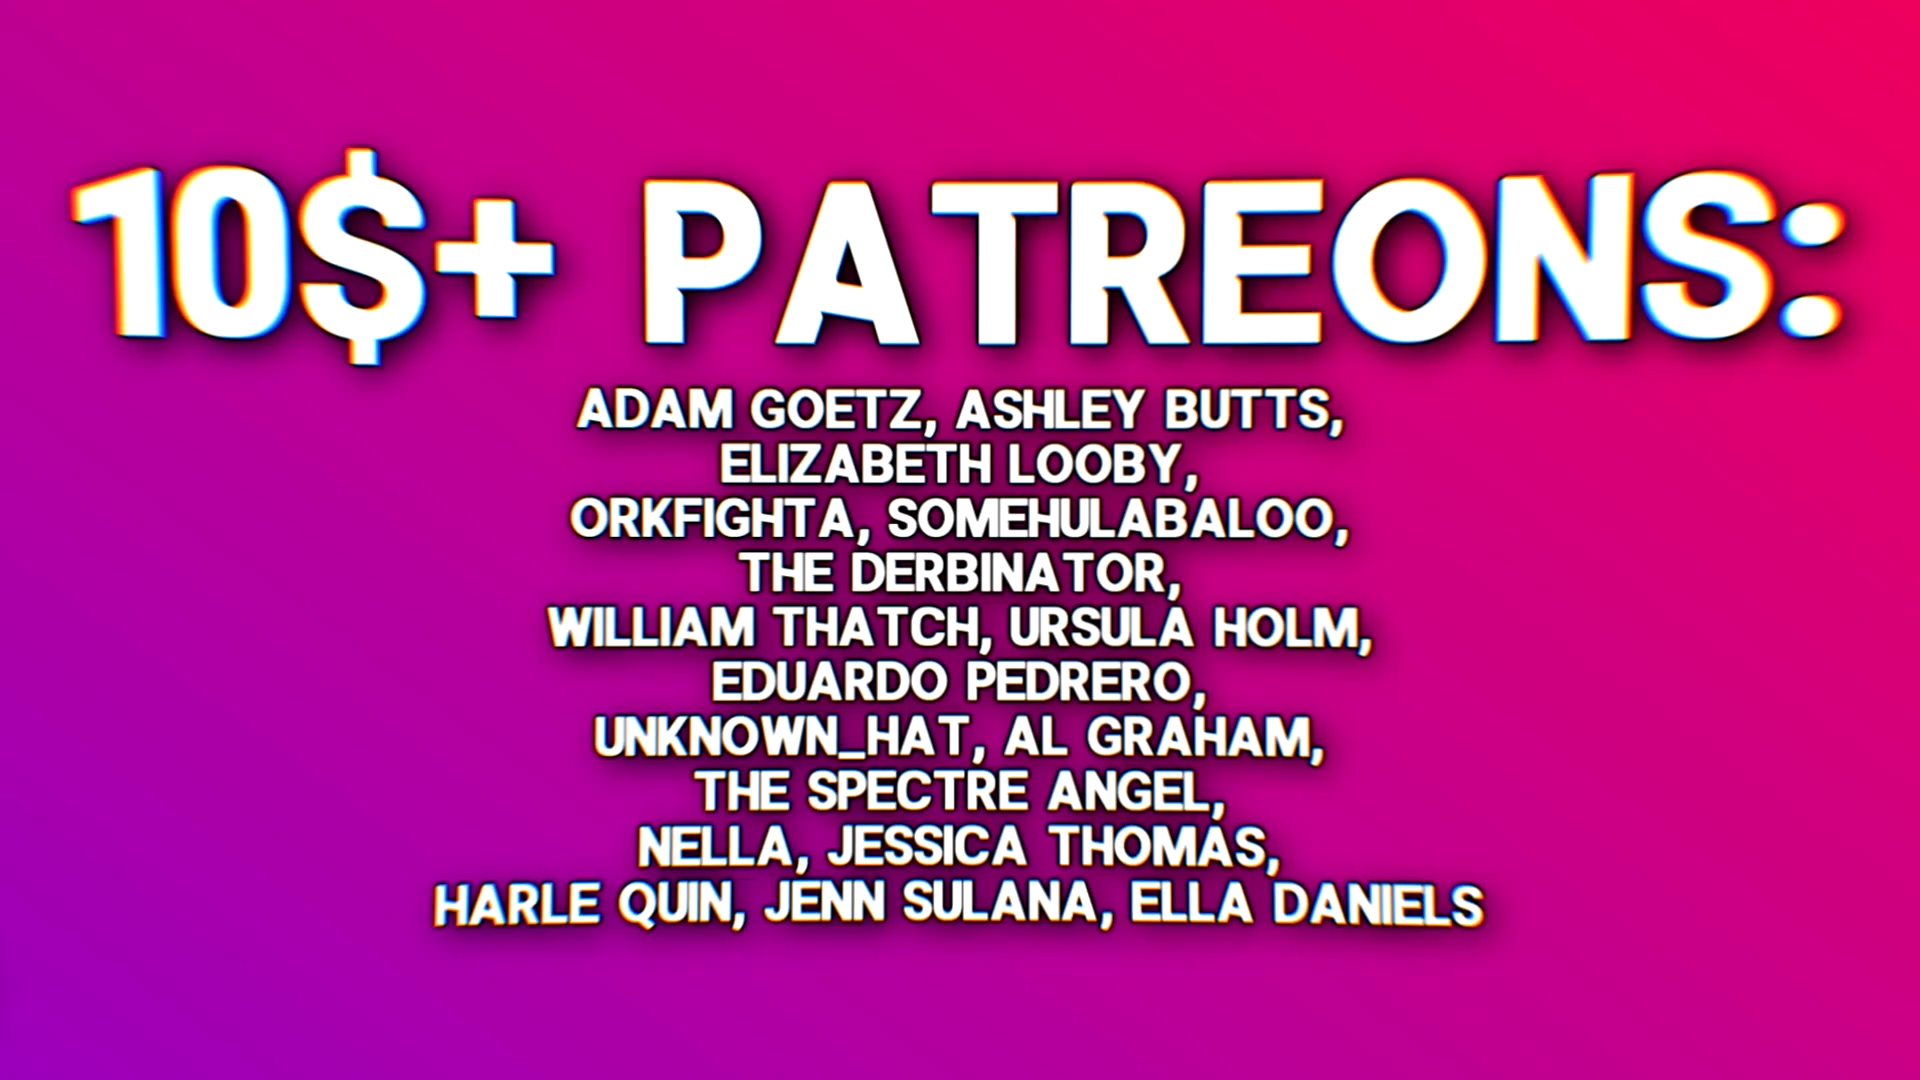 10$+ PATREONS:
ADAM GOETZ, ASHLEY BUTTS,
ELIZABETH LOOBY,
ORKFIGHTA, SOMEHULABALOO,
THE DERBINATOR,
WILLIAM THATCH, URSULA HOLM,
EDUARDO PEDRERO,
UNKNOWN_HAT, AL GRAHAM,
THE SPECTRE ANGEL,
NELLA, JESSICA THOMAS,
HARLE QUIN, JENN SULANA, ELLA DANIELS